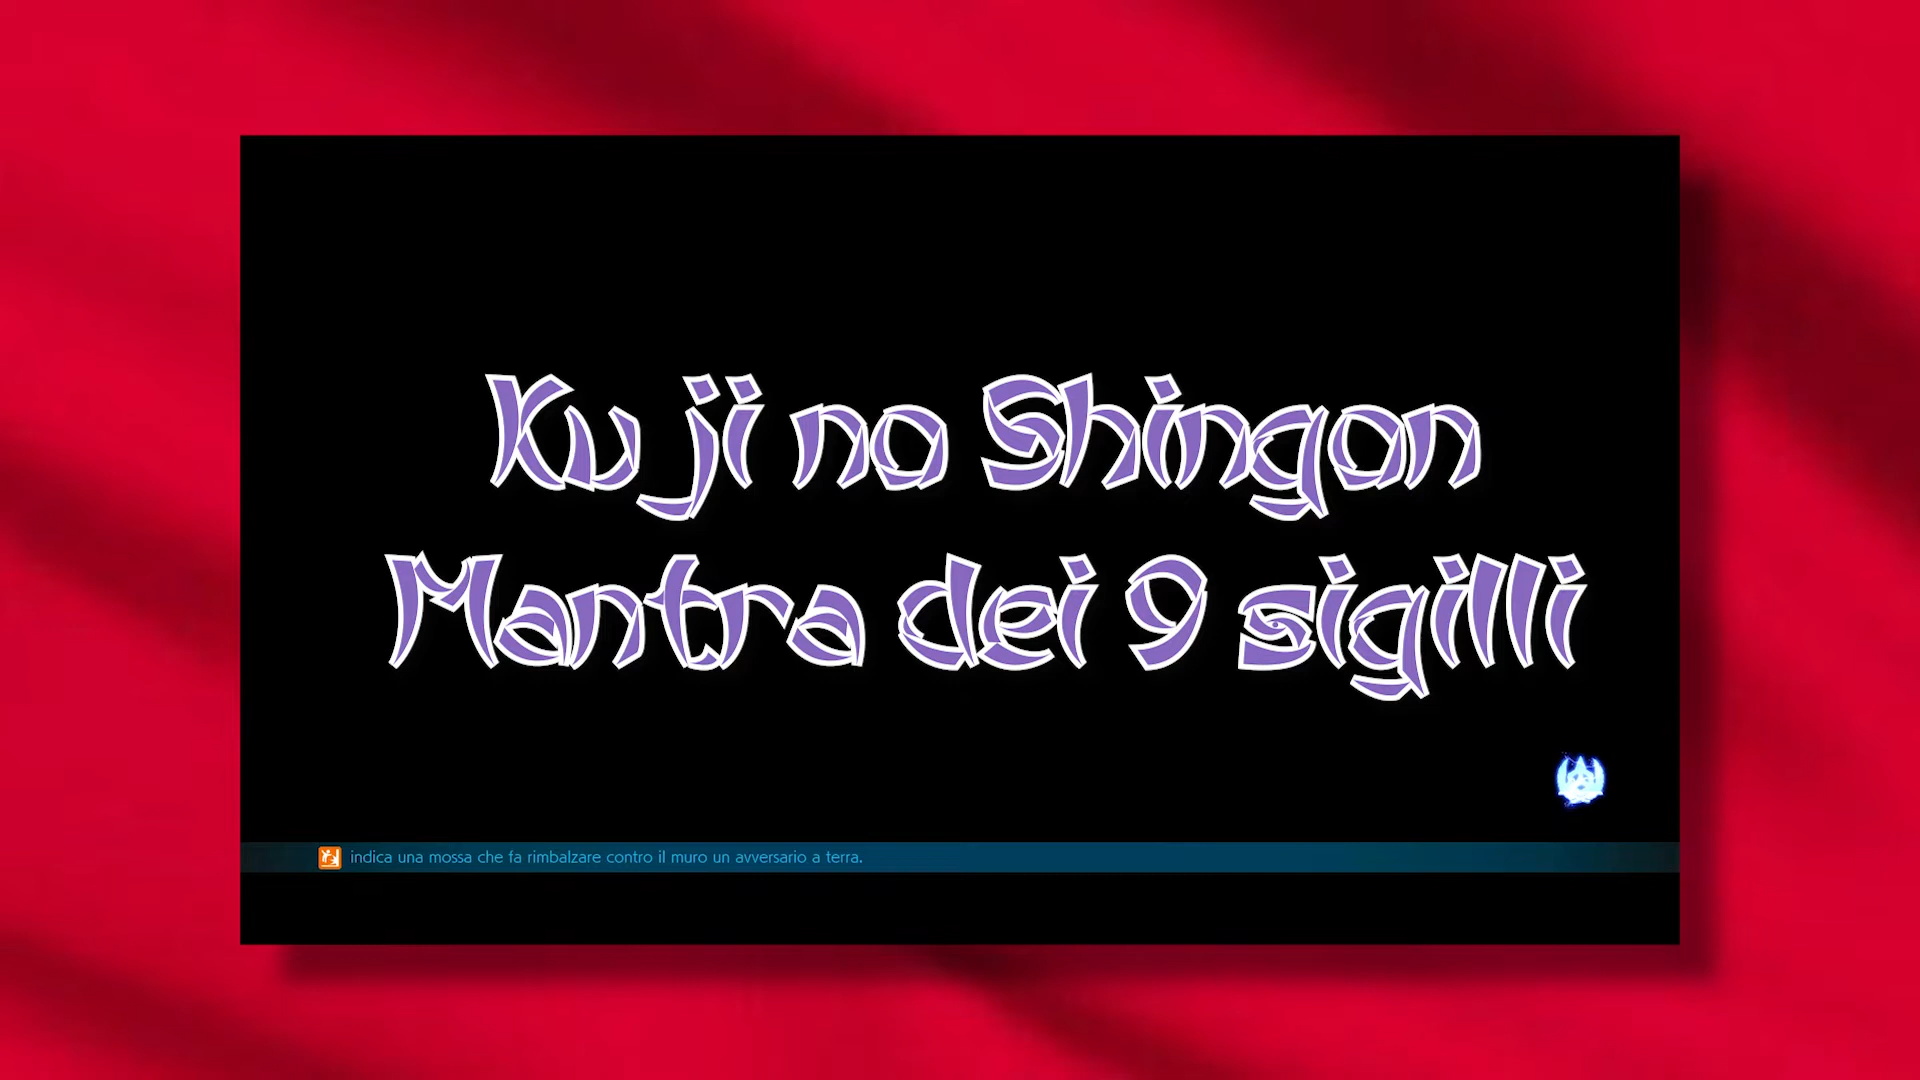 Ku ji no Shingon
Mantra dei 9 sigilli
indica una mossa che fa rimbalzare contro il muro un avversario a terra.